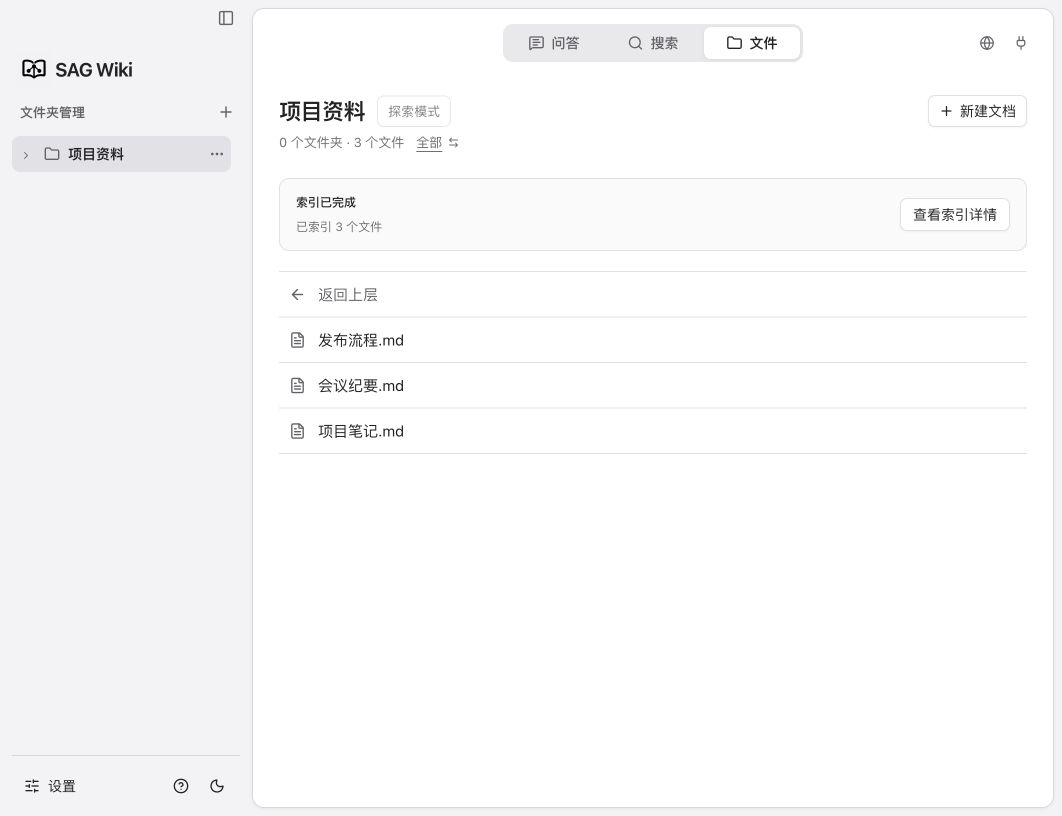 SAG Wiki
文件夹管理
项目资料
设置
问答
搜索
文件
项目资料
探索模式
新建文档
0 个文件夹 · 3 个文件 全部
索引已完成
已索引 3 个文件
查看索引详情
返回上层
发布流程.md
会议纪要.md
项目笔记.md